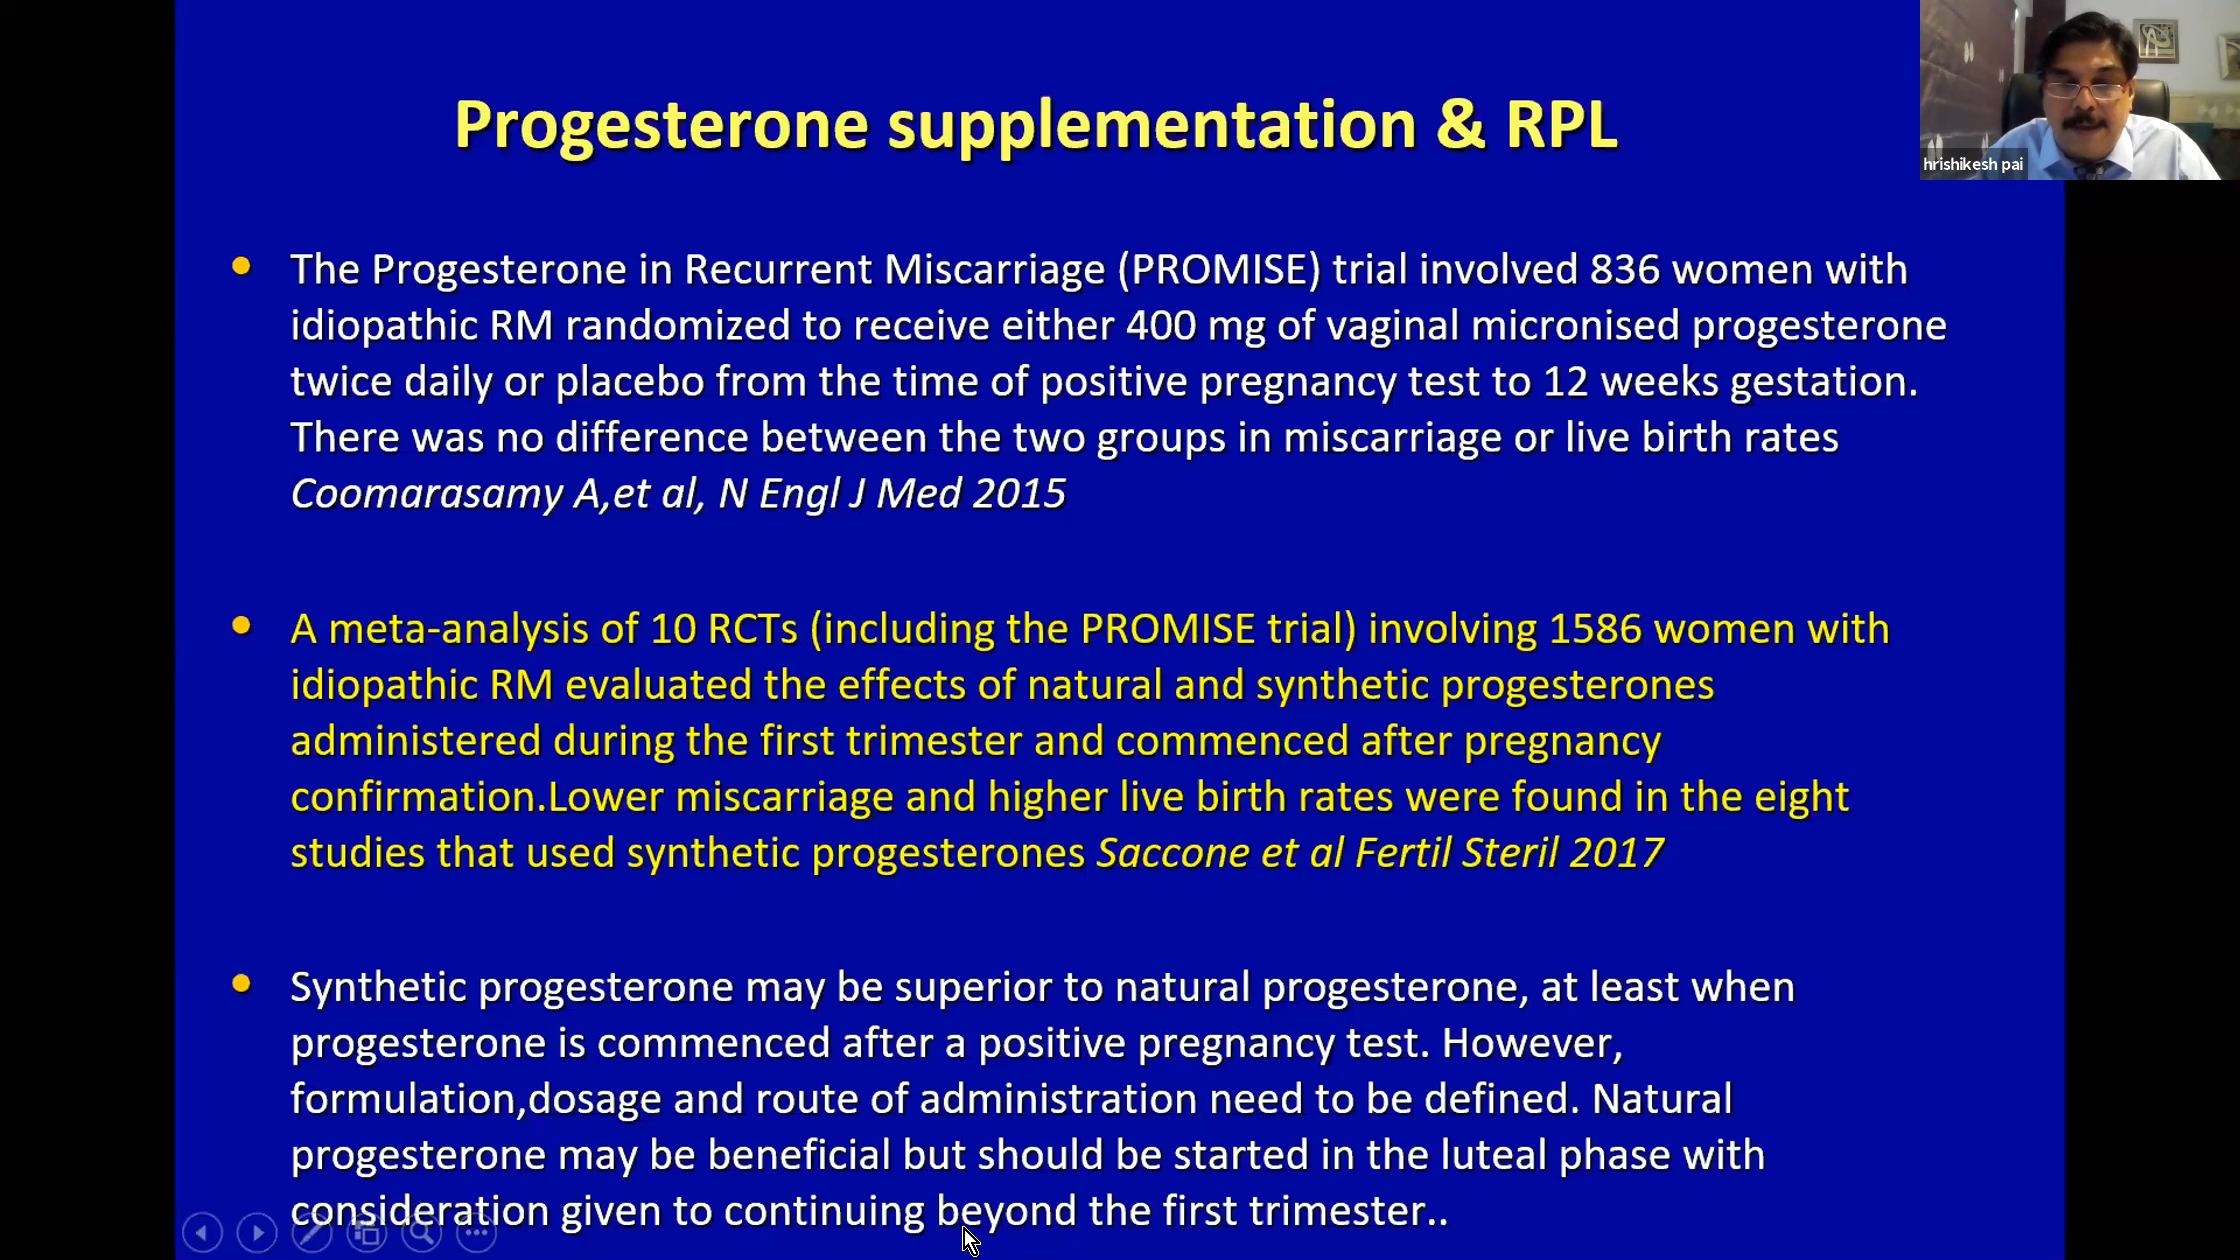 Progesterone supplementation & RPL
hrishikesh pai
• The Progesterone in Recurrent Miscarriage (PROMISE) trial involved 836 women with
idiopathic RM randomized to receive either 400 mg of vaginal micronised progesterone
twice daily or placebo from the time of positive pregnancy test to 12 weeks gestation.
There was no difference between the two groups in miscarriage or live birth rates
Coomarasamy A,et al, N Engl J Med 2015
• A meta-analysis of 10 RCTs (including the PROMISE trial) involving 1586 women with
idiopathic RM evaluated the effects of natural and synthetic progesterones
administered during the first trimester and commenced after pregnancy
confirmation.Lower miscarriage and higher live birth rates were found in the eight
studies that used synthetic progesterones Saccone et al Fertil Steril 2017
• Synthetic progesterone may be superior to natural progesterone, at least when
progesterone is commenced after a positive pregnancy test. However,
formulation,dosage and route of administration need to be defined. Natural
progesterone may be beneficial but should be started in the luteal phase with
consideration given to continuing beyond the first trimester..